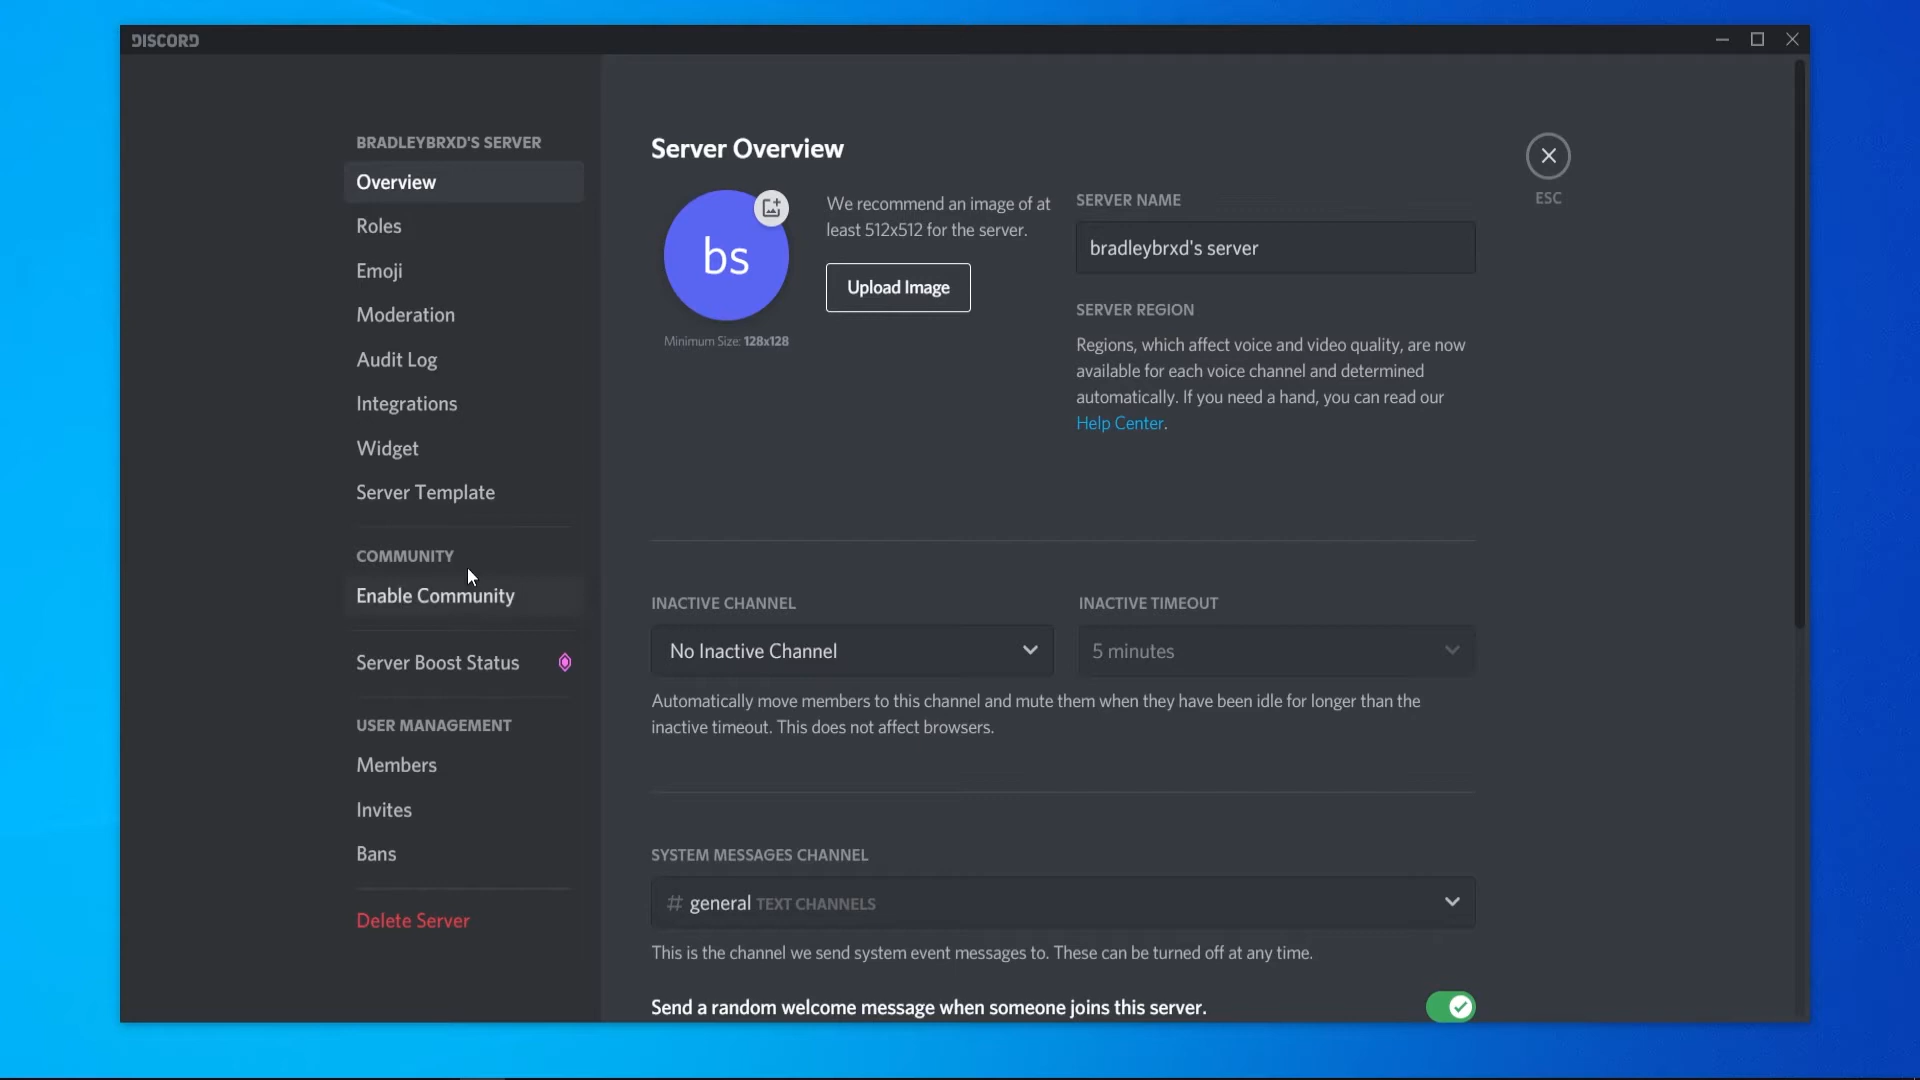 DISCORD
BRADLEYBRXD'S SERVER
Overview
Roles
Emoji
Moderation
Audit Log
Integrations
Widget
Server Template
COMMUNITY
Enable Community
Server Boost Status
USER MANAGEMENT
Members
Invites
Bans
Delete Server
Server Overview
bs
Minimum Size: 128x128
We recommend an image of at
least 512x512 for the server.
Upload Image
SERVER NAME
bradleybrxd's server
SERVER REGION
Regions, which affect voice and video quality, are now
available for each voice channel and determined
automatically. If you need a hand, you can read our
Help Center.
ESC
INACTIVE CHANNEL
No Inactive Channel
INACTIVE TIMEOUT
5 minutes
Automatically move members to this channel and mute them when they have been idle for longer than the
inactive timeout. This does not affect browsers.
SYSTEM MESSAGES CHANNEL
# general TEXT CHANNELS
This is the channel we send system event messages to. These can be turned off at any time.
Send a random welcome message when someone joins this server.